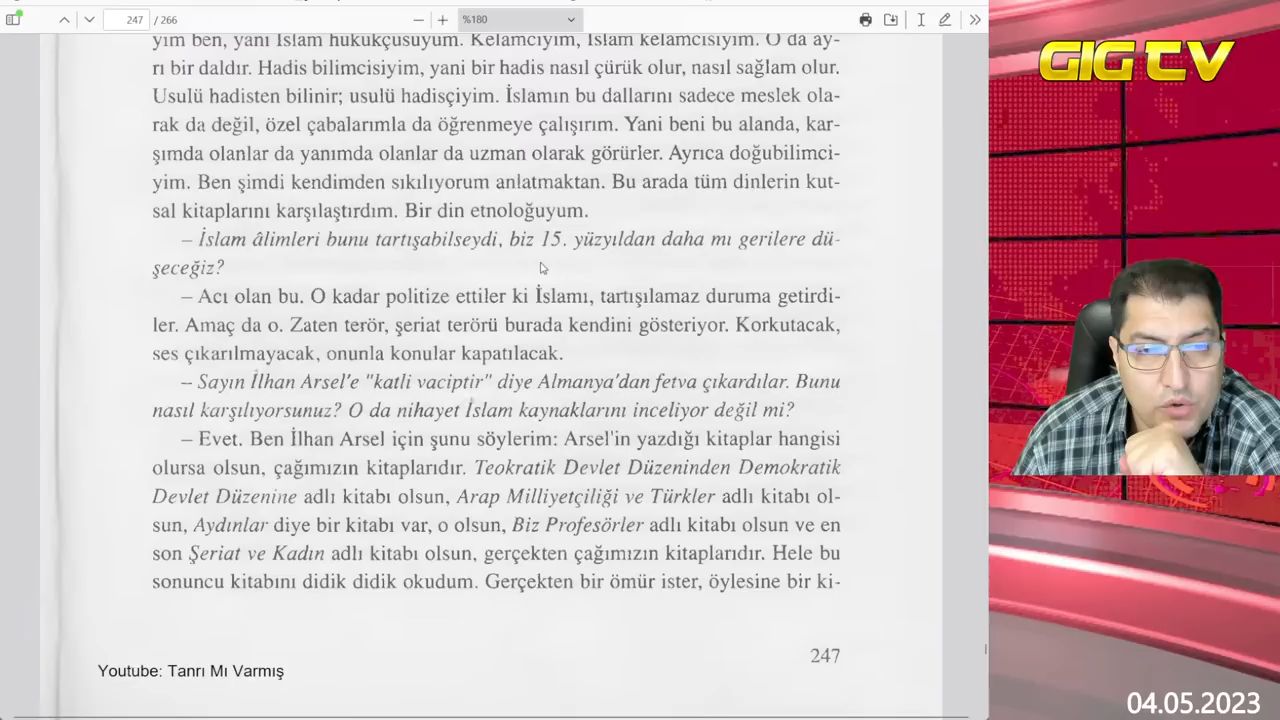 247 / 266
%180
yim ben, yani İslam hukukçusuyum. Kelamcıyım, İslam kelamcısıyım. O da ay-
rı bir daldır. Hadis bilimcisiyim, yani bir hadis nasıl çürük olur, nasıl sağlam olur.
Usulü hadisten bilinir; usulü hadisçiyim. İslamın bu dallarını sadece meslek ola-
rak da değil, özel çabalarımla da öğrenmeye çalışırım. Yani beni bu alanda, kar-
şımda olanlar da yanımda olanlar da uzman olarak görürler. Ayrıca doğubilimci-
yim. Ben şimdi kendimden sıkılıyorum anlatmaktan. Bu arada tüm dinlerin kut-
sal kitaplarını karşılaştırdım. Bir din etnoloğuyum.
– İslam âlimleri bunu tartışabilseydi, biz 15. yüzyıldan daha mı gerilere dü-
şeceğiz?
– Acı olan bu. O kadar politize ettiler ki İslamı, tartışılamaz duruma getirdi-
ler. Amaç da o. Zaten terör, şeriat terörü burada kendini gösteriyor. Korkutacak,
ses çıkarılmayacak, onunla konular kapatılacak.
– Sayın İlhan Arsel'e "katli vaciptir" diye Almanya'dan fetva çıkardılar. Bunu
nasıl karşılıyorsunuz? O da nihayet İslam kaynaklarını inceliyor değil mi?
– Evet. Ben İlhan Arsel için şunu söylerim: Arsel'in yazdığı kitaplar hangisi
olursa olsun, çağımızın kitaplarıdır. Teokratik Devlet Düzeninden Demokratik
Devlet Düzenine adlı kitabı olsun, Arap Milliyetçiliği ve Türkler adlı kitabı ol-
sun, Aydınlar diye bir kitabı var, o olsun, Biz Profesörler adlı kitabı olsun ve en
son Şeriat ve Kadın adlı kitabı olsun, gerçekten çağımızın kitaplarıdır. Hele bu
sonuncu kitabını didik didik okudum. Gerçekten bir ömür ister, öylesine bir ki-
247
Youtube: Tanrı Mı Varmış
GIG TV
04.05.2023